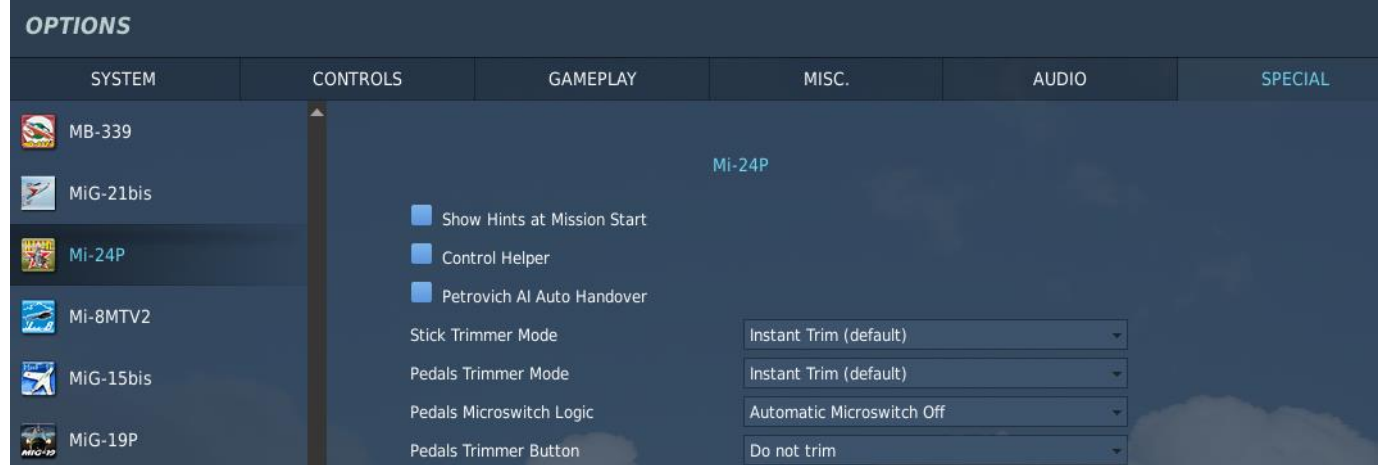 OPTIONS
SYSTEM CONTROLS GAMEPLAY MISC. AUDIO SPECIAL
MB-339
MiG-21bis
Mi-24P
Mi-8MTV2
MiG-15bis
MiG-19P
Mi-24P
Show Hints at Mission Start
Control Helper
Petrovich AI Auto Handover
Stick Trimmer Mode Instant Trim (default)
Pedals Trimmer Mode Instant Trim (default)
Pedals Microswitch Logic Automatic Microswitch Off
Pedals Trimmer Button Do not trim